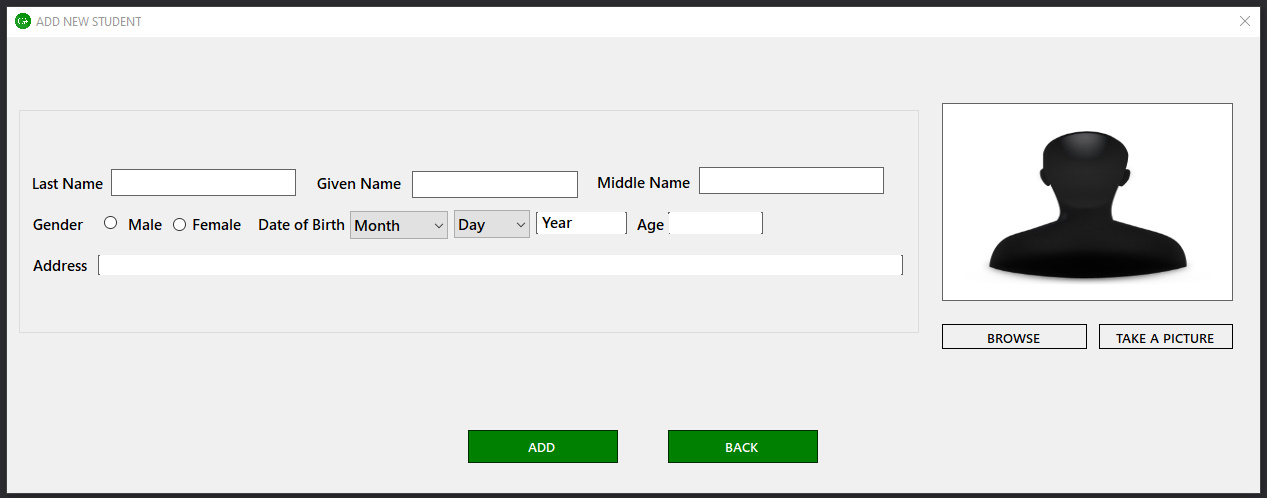 ADD NEW STUDENT
Last Name Given Name Middle Name
Gender Male Female Date of Birth Month Day Year Age
Address
BROWSE TAKE A PICTURE
ADD BACK